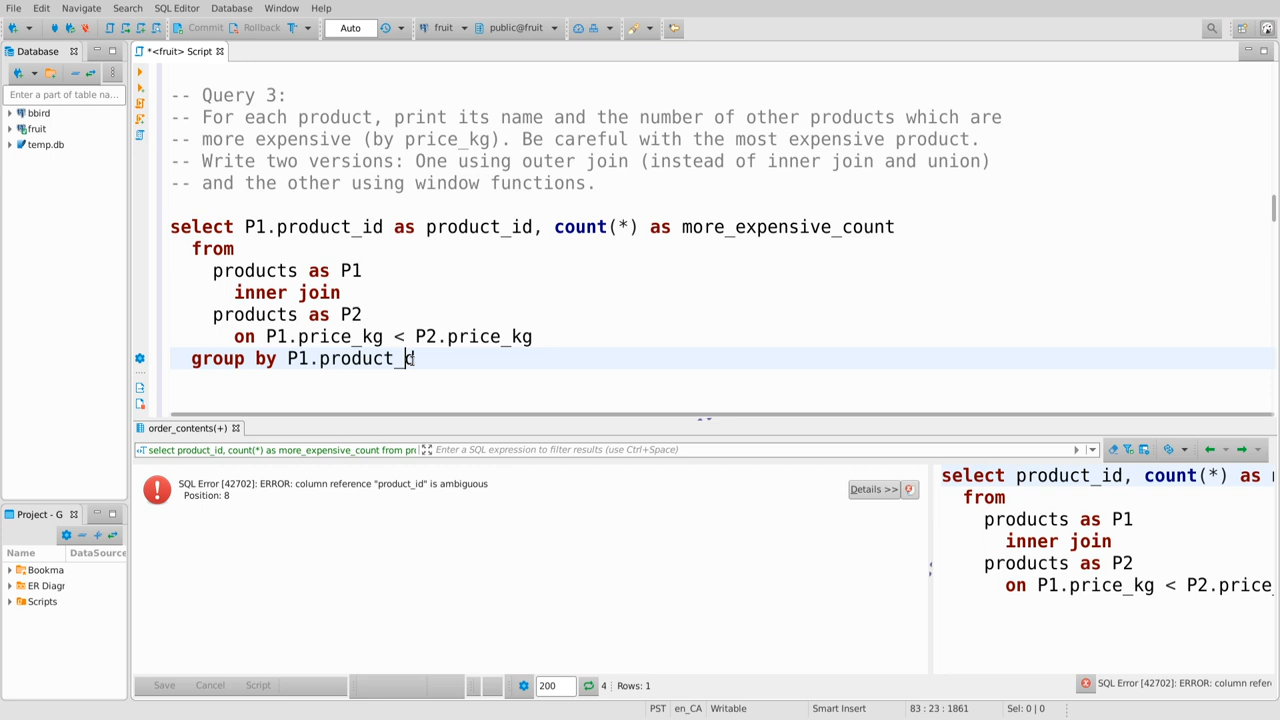 File Edit Navigate Search SQL Editor Database Window Help
Commit Rollback Auto fruit public@fruit
Database
*<fruit> Script
Enter a part of table na...
bbird
fruit
temp.db
-- Query 3:
-- For each product, print its name and the number of other products which are
-- more expensive (by price_kg). Be careful with the most expensive product.
-- Write two versions: One using outer join (instead of inner join and union)
-- and the other using window functions.
select P1.product_id as product_id, count(*) as more_expensive_count
from
products as P1
inner join
products as P2
on P1.price_kg < P2.price_kg
group by P1.product_
order_contents(+)
select product_id, count(*) as more_expensive_count from pr
Enter a SQL expression to filter results (use Ctrl+Space)
SQL Error [42702]: ERROR: column reference "product_id" is ambiguous
Position: 8
Details >>
select product_id, count(*) as
from
products as P1
inner join
products as P2
on P1.price_kg < P2.price_
Project - G
Name DataSource
Bookma
ER Diagr
Scripts
Save Cancel Script 200 4 Rows: 1
SQL Error [42702]: ERROR: column refer
PST en_CA Writable Smart Insert 83 : 23 : 1861 Sel: 0 | 0